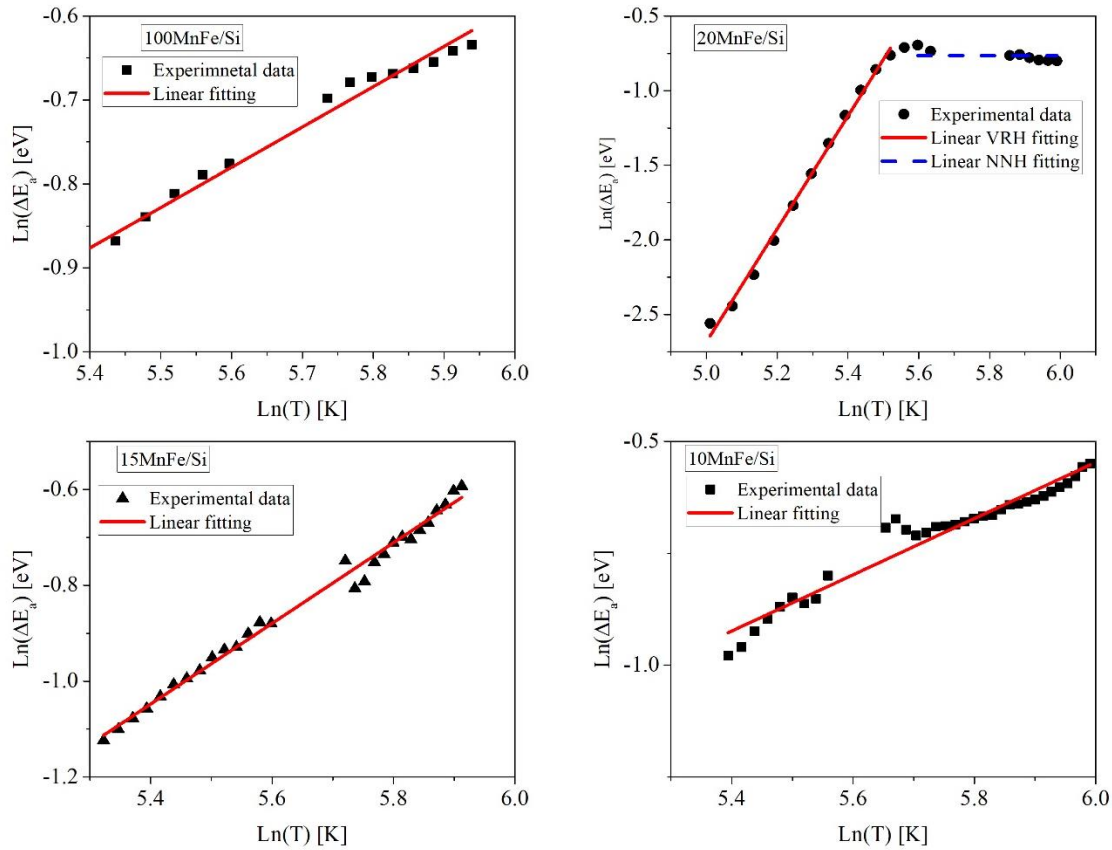 100MnFe/Si
Experimnetal data
Linear fitting
-0.6
-0.7
-0.8
-0.9
-1.0
Ln(ΔEₐ) [eV]
5.4 5.5 5.6 5.7 5.8 5.9 6.0
Ln(T) [K]
20MnFe/Si
Experimental data
Linear VRH fitting
Linear NNH fitting
-0.5
-1.0
-1.5
-2.0
-2.5
Ln(ΔEₐ) [eV]
5.0 5.2 5.4 5.6 5.8 6.0
Ln(T) [K]
15MnFe/Si
Experimental data
Linear fitting
-0.6
-0.8
-1.0
-1.2
Ln(ΔEₐ) [eV]
5.4 5.6 5.8 6.0
Ln(T) [K]
10MnFe/Si
Experimental data
Linear fitting
-0.5
-1.0
Ln(ΔEₐ) [eV]
5.4 5.6 5.8 6.0
Ln(T) [K]